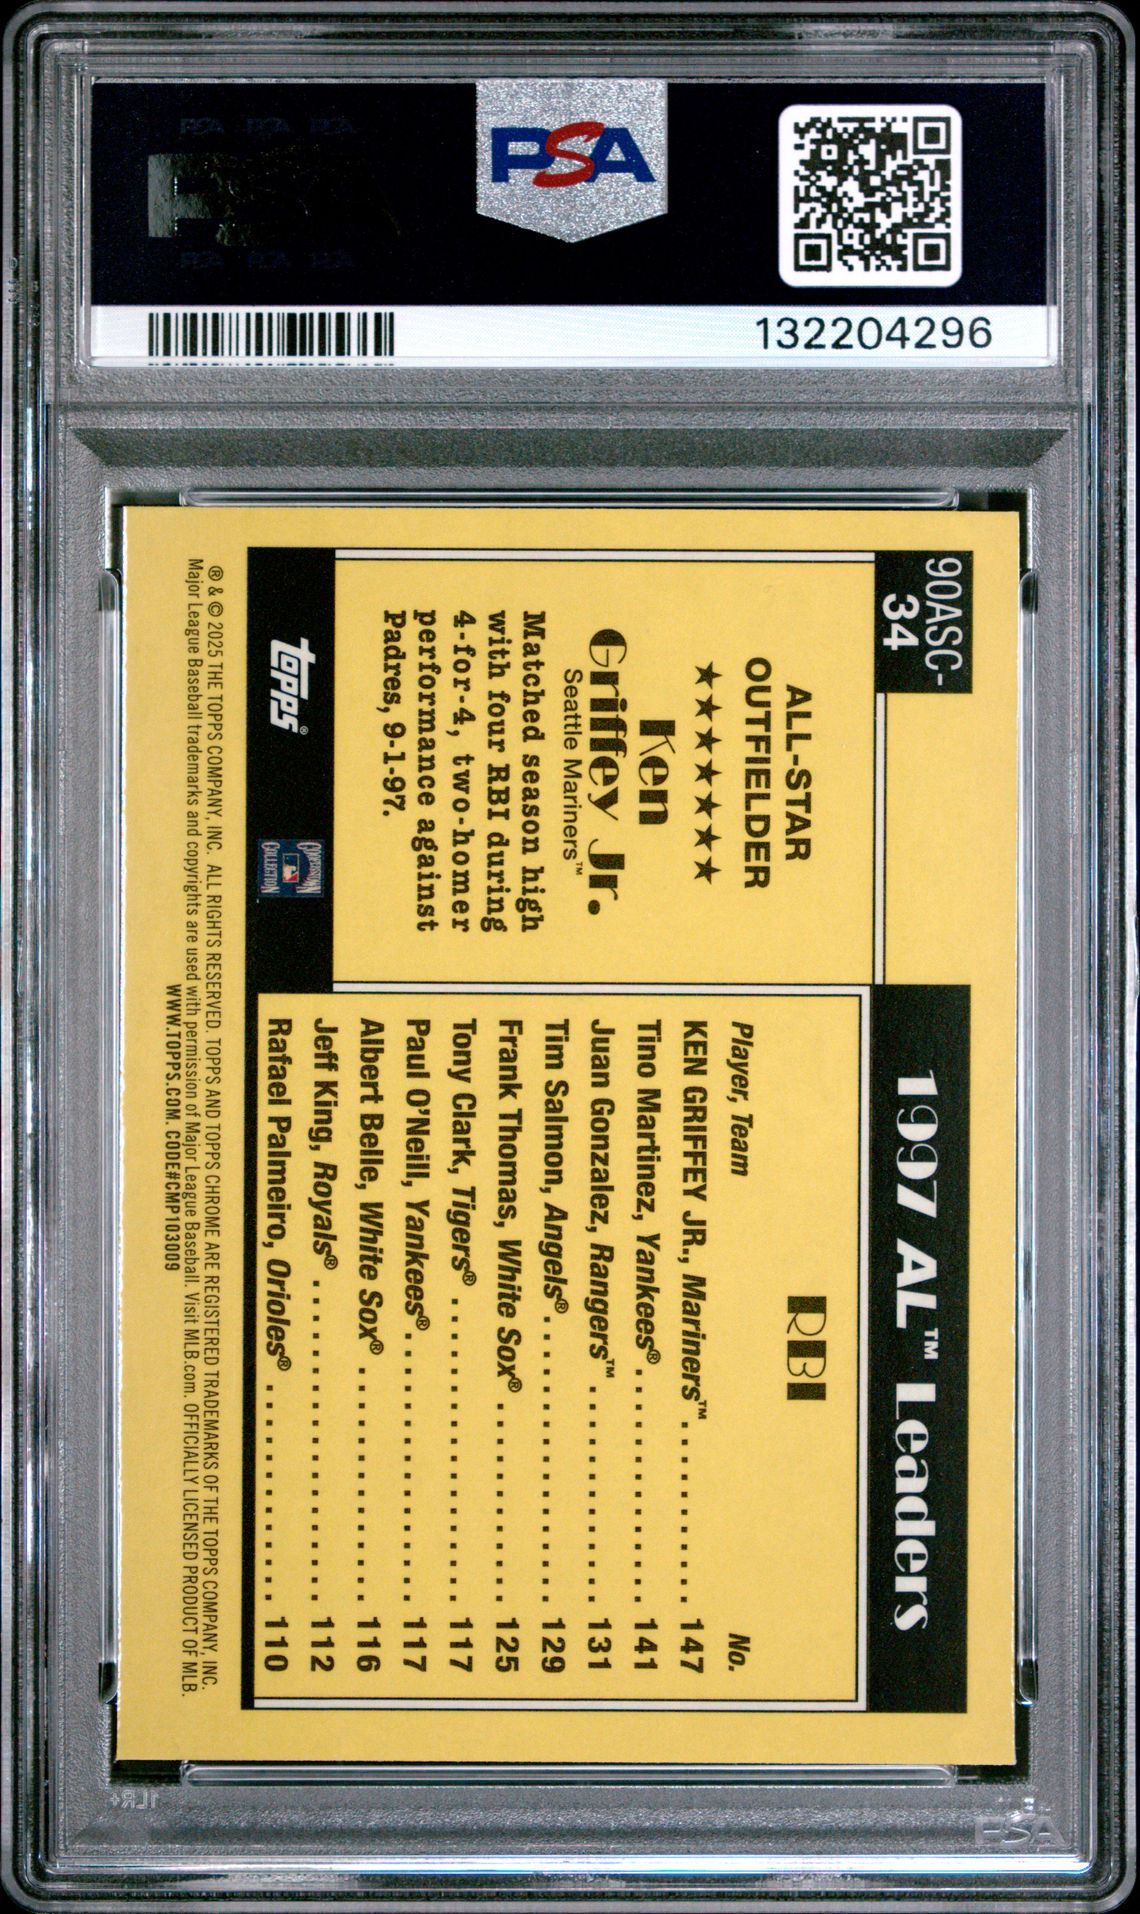 PSA
132204296
90ASC-
34
ALL-STAR
OUTFIELDER
★★★★★★
Ken
Griffey Jr.
Seattle Mariners™
Matched season high
with four RBI during
4-for-4, two-homer
performance against
Padres, 9-1-97.
topps®
COOPERSTOWN
COLLECTION
1997 AL™ Leaders
RBI
Player, Team No.
KEN GRIFFEY JR., Mariners™ . . . . . . . . . . 147
Tino Martinez, Yankees® . . . . . . . . . . . . . 141
Juan Gonzalez, Rangers™ . . . . . . . . . . . . 131
Tim Salmon, Angels® . . . . . . . . . . . . . . . 129
Frank Thomas, White Sox® . . . . . . . . . . . 125
Tony Clark, Tigers® . . . . . . . . . . . . . . . . . 117
Paul O'Neill, Yankees® . . . . . . . . . . . . . . . 117
Albert Belle, White Sox® . . . . . . . . . . . . . 116
Jeff King, Royals® . . . . . . . . . . . . . . . . . . 112
Rafael Palmeiro, Orioles® . . . . . . . . . . . . 110
® & © 2025 THE TOPPS COMPANY, INC. ALL RIGHTS RESERVED. TOPPS AND TOPPS CHROME ARE REGISTERED TRADEMARKS OF THE TOPPS COMPANY, INC.
Major League Baseball trademarks and copyrights are used with permission of Major League Baseball. Visit MLB.com. OFFICIALLY LICENSED PRODUCT OF MLB.
WWW.TOPPS.COM. CODE#CMP103009
PSA